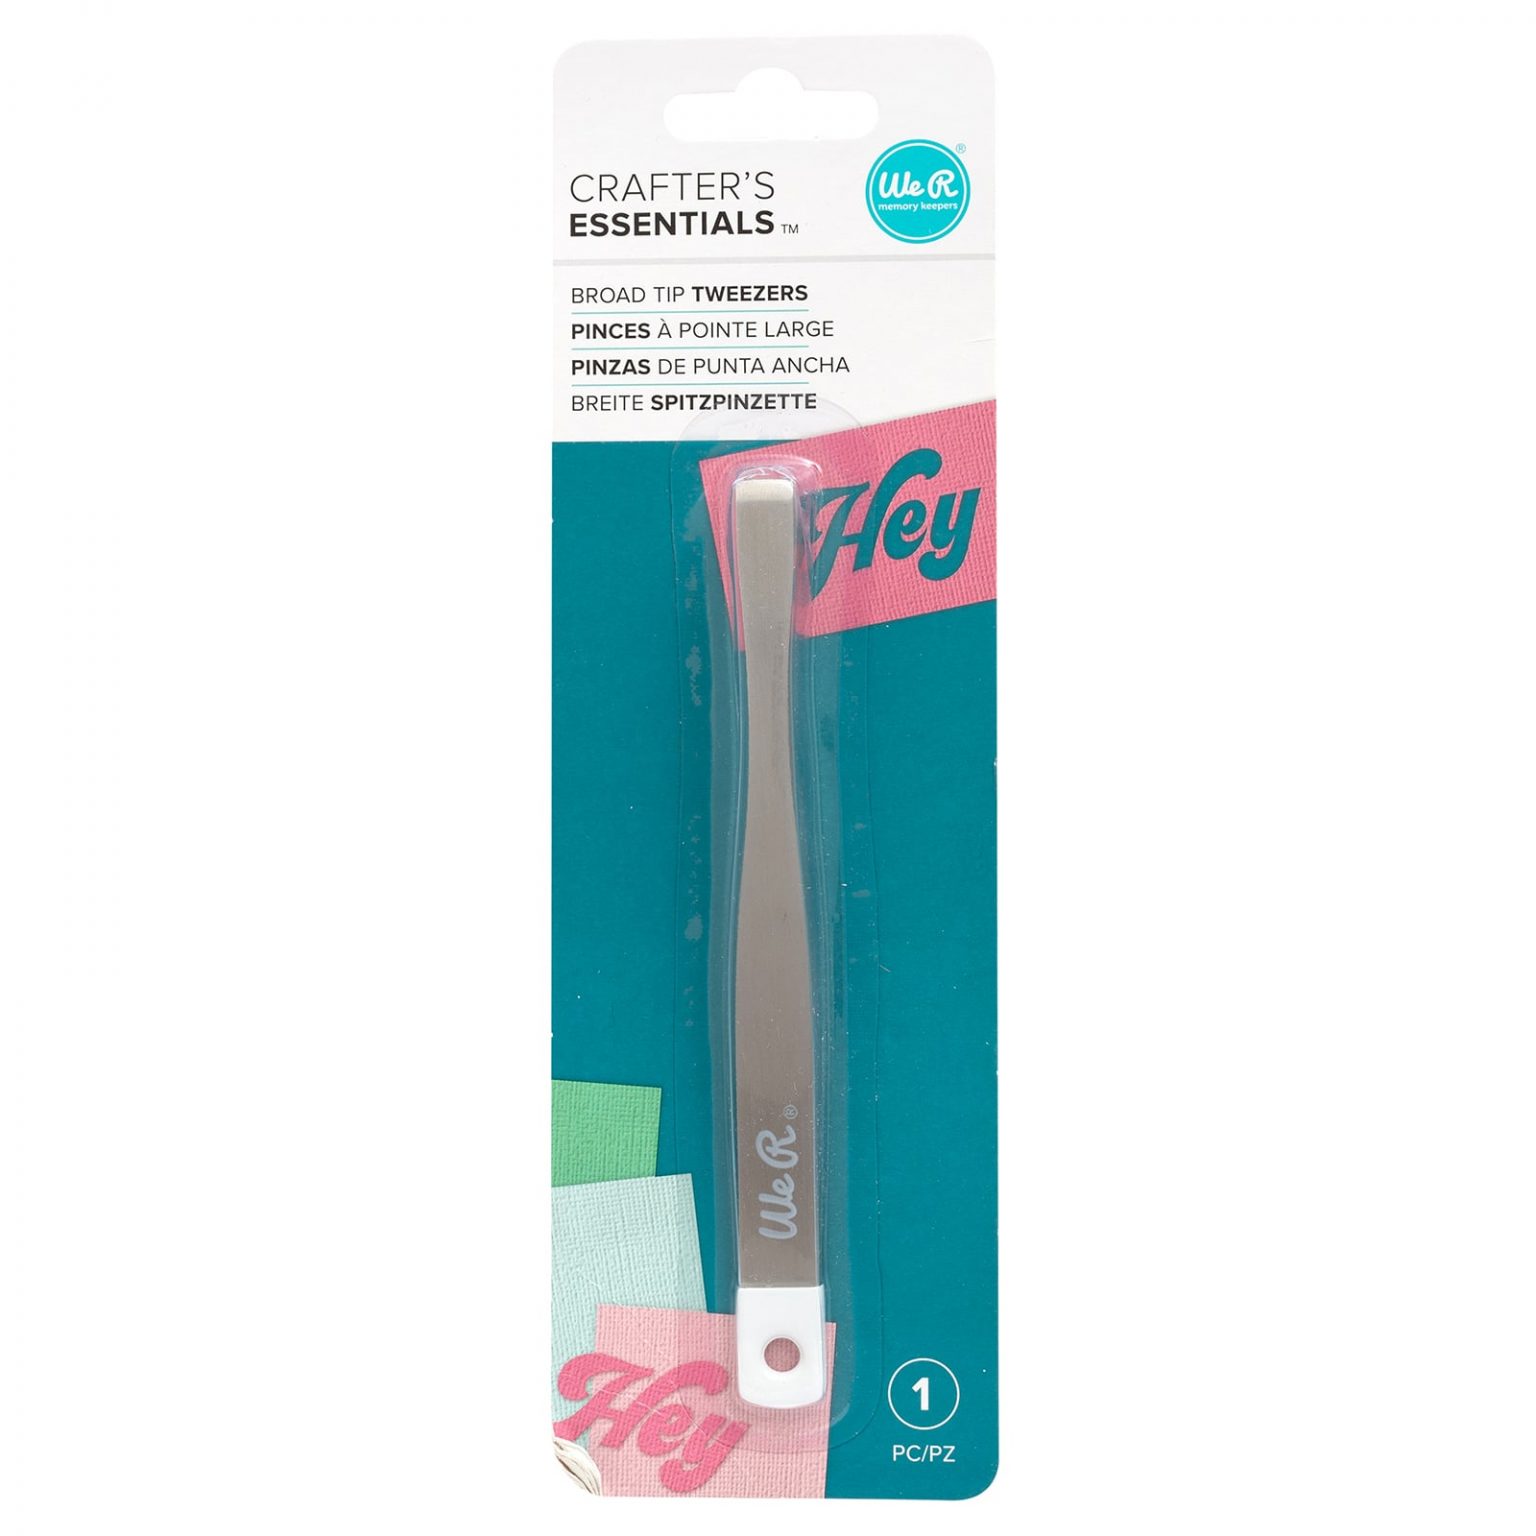 CRAFTER'S
ESSENTIALS™
We R®
memory keepers
BROAD TIP TWEEZERS
PINCES À POINTE LARGE
PINZAS DE PUNTA ANCHA
BREITE SPITZPINZETTE
Hey
We R®
Hey
1
PC/PZ